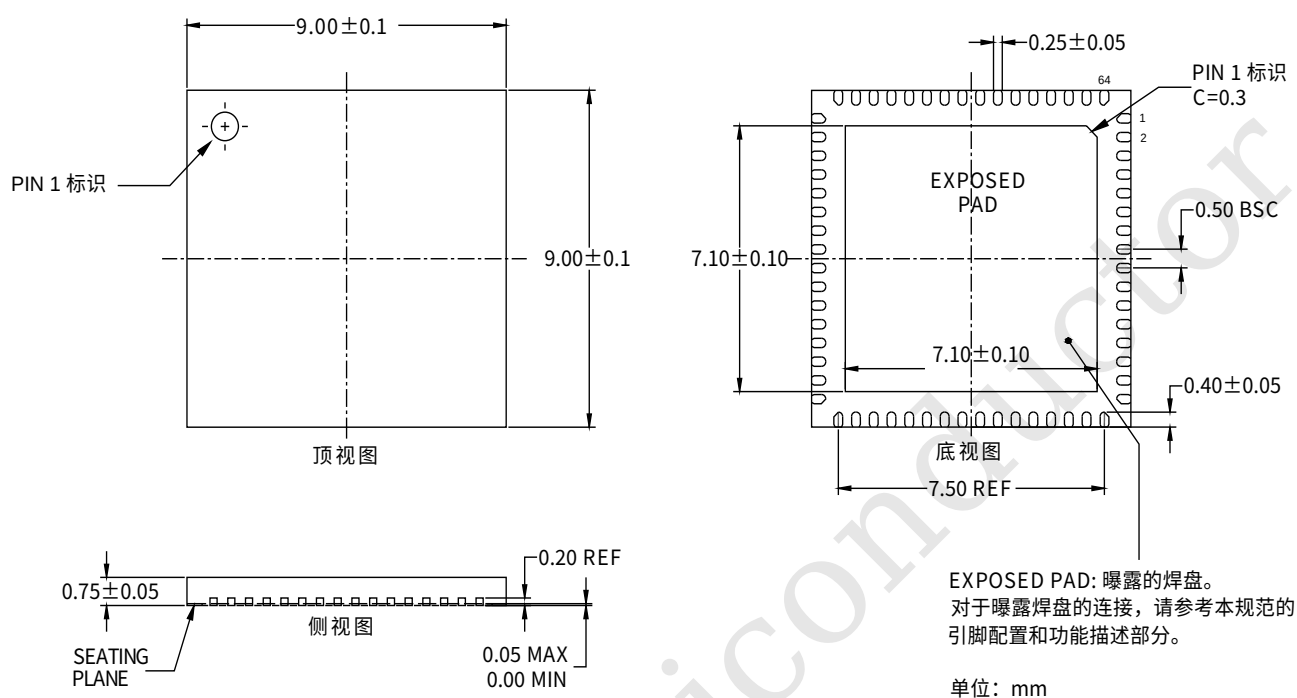 9.00±0.1
PIN 1 标识
9.00±0.1
顶视图
0.25±0.05
64
PIN 1 标识
C=0.3
1
2
EXPOSED
PAD
0.50 BSC
7.10±0.10
7.10±0.10
0.40±0.05
底视图
7.50 REF
0.75±0.05
0.20 REF
侧视图
SEATING
PLANE
0.05 MAX
0.00 MIN
EXPOSED PAD: 曝露的焊盘。
对于曝露焊盘的连接，请参考本规范的
引脚配置和功能描述部分。
单位：mm
iconductor